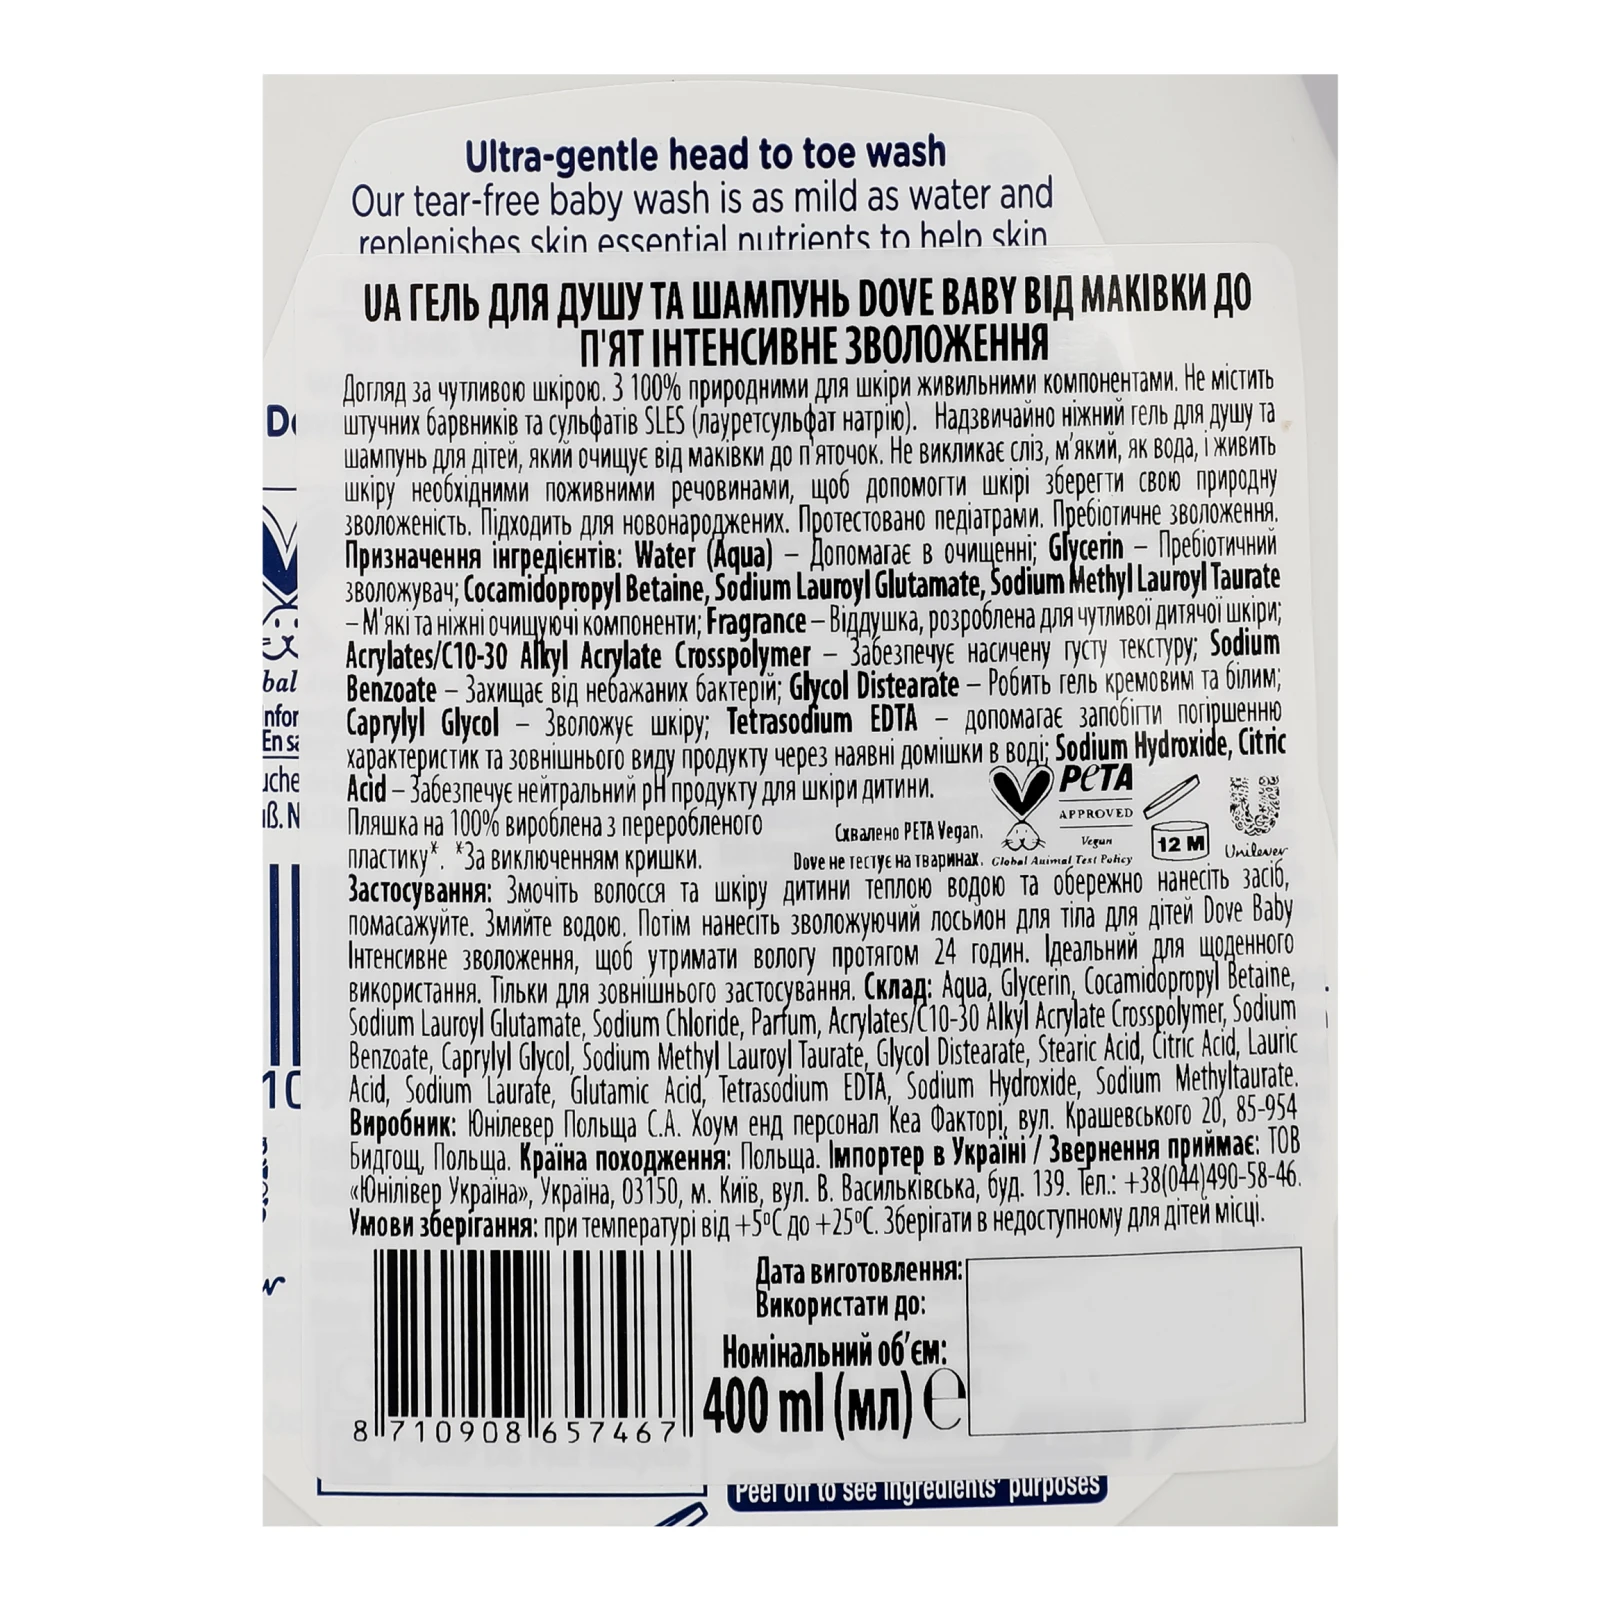 Ultra-gentle head to toe wash
Our tear-free baby wash is as mild as water and
replenishes skin essential nutrients to help skin
UA ГЕЛЬ ДЛЯ ДУШУ ТА ШАМПУНЬ DOVE BABY ВІД МАКІВКИ ДО
П'ЯТ ІНТЕНСИВНЕ ЗВОЛОЖЕННЯ
Догляд за чутливою шкірою. З 100% природними для шкіри живильними компонентами. Не містить
штучних барвників та сульфатів SLES (лауретсульфат натрію). Надзвичайно ніжний гель для душу та
шампунь для дітей, який очищує від маківки до п'яточок. Не викликає сліз, м'який, як вода, і живить
шкіру необхідними поживними речовинами, щоб допомогти шкірі зберегти свою природну
зволоженість. Підходить для новонароджених. Протестовано педіатрами. Пребіотичне зволоження.
Призначення інгредієнтів: Water (Aqua) – Допомагає в очищенні; Glycerin – Пребіотичний
зволожувач; Cocamidopropyl Betaine, Sodium Lauroyl Glutamate, Sodium Methyl Lauroyl Taurate
– М'які та ніжні очищуючі компоненти; Fragrance – Віддушка, розроблена для чутливої дитячої шкіри;
Acrylates/C10-30 Alkyl Acrylate Crosspolymer – Забезпечує насичену густу текстуру; Sodium
Benzoate – Захищає від небажаних бактерій; Glycol Distearate – Робить гель кремовим та білим;
Caprylyl Glycol – Зволожує шкіру; Tetrasodium EDTA – допомагає запобігти погіршенню
характеристик та зовнішнього виду продукту через наявні домішки в воді; Sodium Hydroxide, Citric
Acid – Забезпечує нейтральний pH продукту для шкіри дитини.
Пляшка на 100% вироблена з переробленого
пластику*. *За виключенням кришки.
Схвалено PETA Vegan.
Dove не тестує на тваринах.
PETA
APPROVED
Vegan
Global Animal Test Policy
12 M
Unilever
Застосування: Змочіть волосся та шкіру дитини теплою водою та обережно нанесіть засіб,
помасажуйте. Змийте водою. Потім нанесіть зволожуючий лосьйон для тіла для дітей Dove Baby
Інтенсивне зволоження, щоб утримати вологу протягом 24 годин. Ідеальний для щоденного
використання. Тільки для зовнішнього застосування. Склад: Aqua, Glycerin, Cocamidopropyl Betaine,
Sodium Lauroyl Glutamate, Sodium Chloride, Parfum, Acrylates/C10-30 Alkyl Acrylate Crosspolymer, Sodium
Benzoate, Caprylyl Glycol, Sodium Methyl Lauroyl Taurate, Glycol Distearate, Stearic Acid, Citric Acid, Lauric
Acid, Sodium Laurate, Glutamic Acid, Tetrasodium EDTA, Sodium Hydroxide, Sodium Methyltaurate.
Виробник: Юнілевер Польща С.А. Хоум енд персонал Кеа Факторі, вул. Крашевського 20, 85-954
Бидгощ, Польща. Країна походження: Польща. Імпортер в Україні / Звернення приймає: ТОВ
«Юнілівер Україна», Україна, 03150, м. Київ, вул. В. Васильківська, буд. 139. Тел.: +38(044)490-58-46.
Умови зберігання: при температурі від +5ºC до +25ºC. Зберігати в недоступному для дітей місці.
Дата виготовлення:
Використати до:
Номінальний об'єм:
400 ml (мл) ℮
8 710908 657467
Peel off to see ingredients' purposes